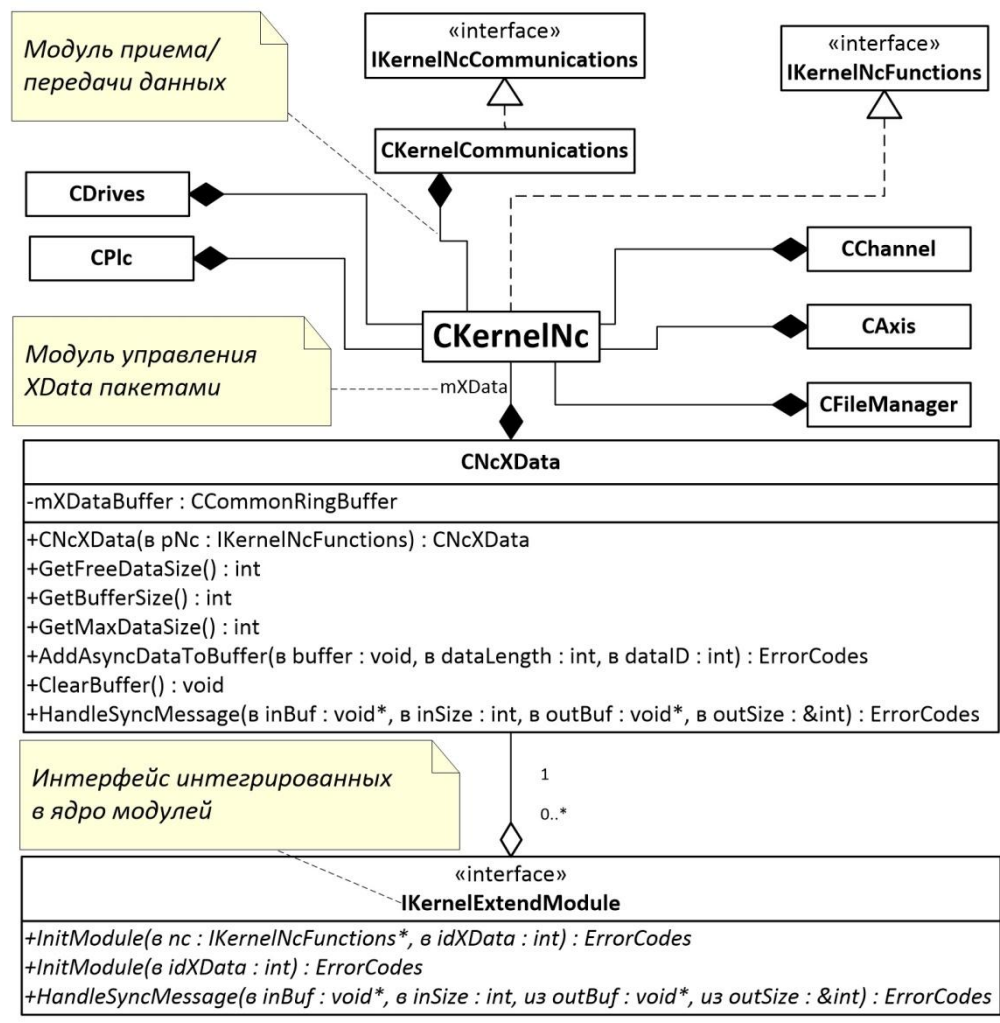 Модуль приема/
передачи данных
«interface»
IKernelNcCommunications
«interface»
IKernelNcFunctions
CKernelCommunications
CDrives
CPlc
CChannel
CKernelNc
CAxis
Модуль управления
XData пакетами
mXData
CFileManager
CNcXData
-mXDataBuffer : CCommonRingBuffer
+CNcXData(в pNc : IKernelNcFunctions) : CNcXData
+GetFreeDataSize() : int
+GetBufferSize() : int
+GetMaxDataSize() : int
+AddAsyncDataToBuffer(в buffer : void, в dataLength : int, в dataID : int) : ErrorCodes
+ClearBuffer() : void
+HandleSyncMessage(в inBuf : void*, в inSize : int, в outBuf : void*, в outSize : &int) : ErrorCodes
Интерфейс интегрированных
в ядро модулей
1
0..*
«interface»
IKernelExtendModule
+InitModule(в nc : IKernelNcFunctions*, в idXData : int) : ErrorCodes
+InitModule(в idXData : int) : ErrorCodes
+HandleSyncMessage(в inBuf : void*, в inSize : int, из outBuf : void*, из outSize : &int) : ErrorCodes